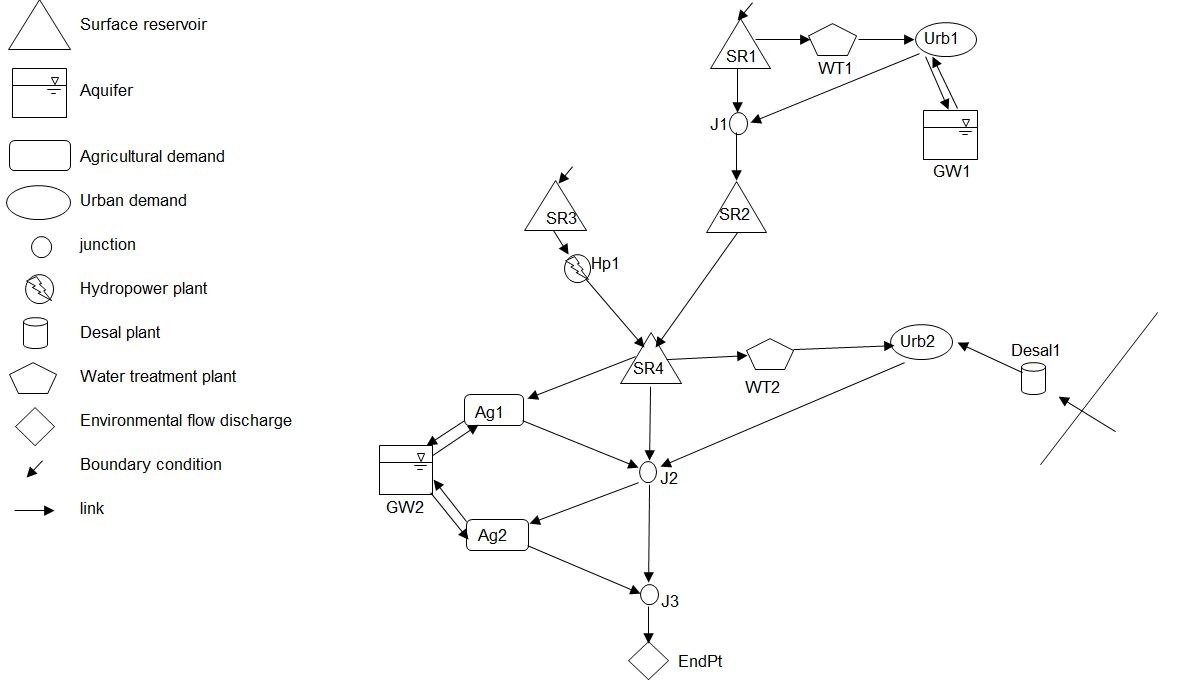 Surface reservoir
Aquifer
Agricultural demand
Urban demand
junction
Hydropower plant
Desal plant
Water treatment plant
Environmental flow discharge
Boundary condition
link
SR1
WT1
Urb1
J1
GW1
SR3
SR2
Hp1
SR4
WT2
Urb2
Desal1
Ag1
GW2
J2
Ag2
J3
EndPt